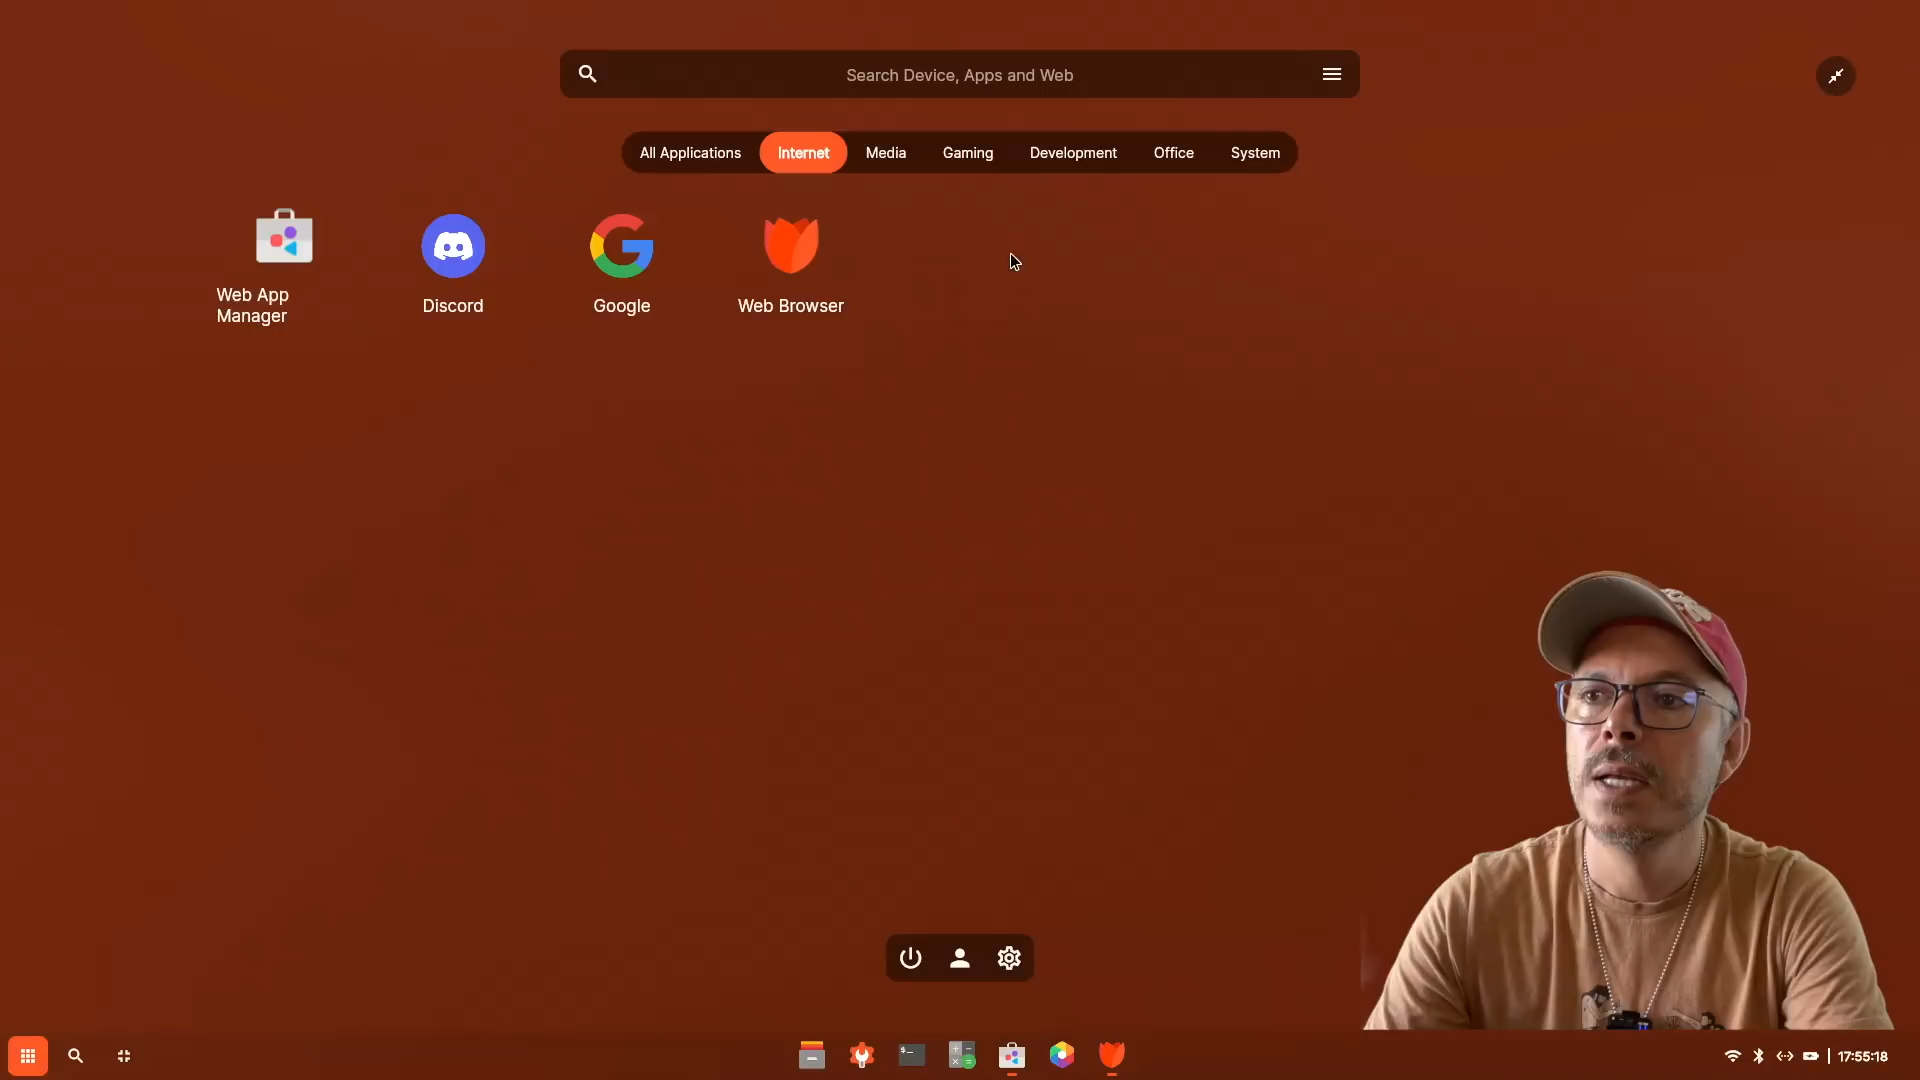 Search Device, Apps and Web
All Applications Internet Media Gaming Development Office System
Web App
Manager
Discord
Google
Web Browser
17:55:18